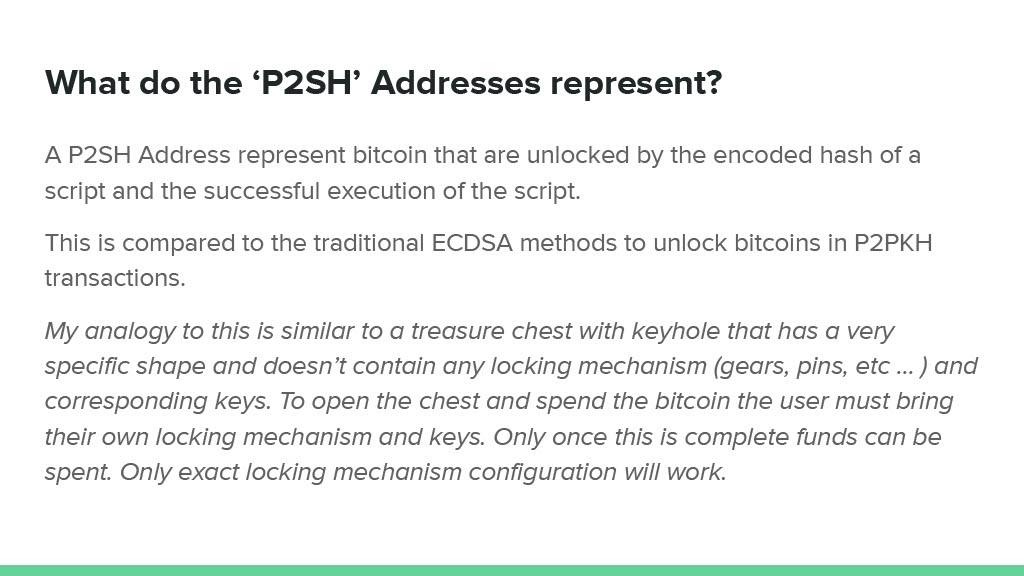 What do the ‘P2SH’ Addresses represent?
A P2SH Address represent bitcoin that are unlocked by the encoded hash of a
script and the successful execution of the script.
This is compared to the traditional ECDSA methods to unlock bitcoins in P2PKH
transactions.
My analogy to this is similar to a treasure chest with keyhole that has a very
specific shape and doesn’t contain any locking mechanism (gears, pins, etc ... ) and
corresponding keys. To open the chest and spend the bitcoin the user must bring
their own locking mechanism and keys. Only once this is complete funds can be
spent. Only exact locking mechanism configuration will work.